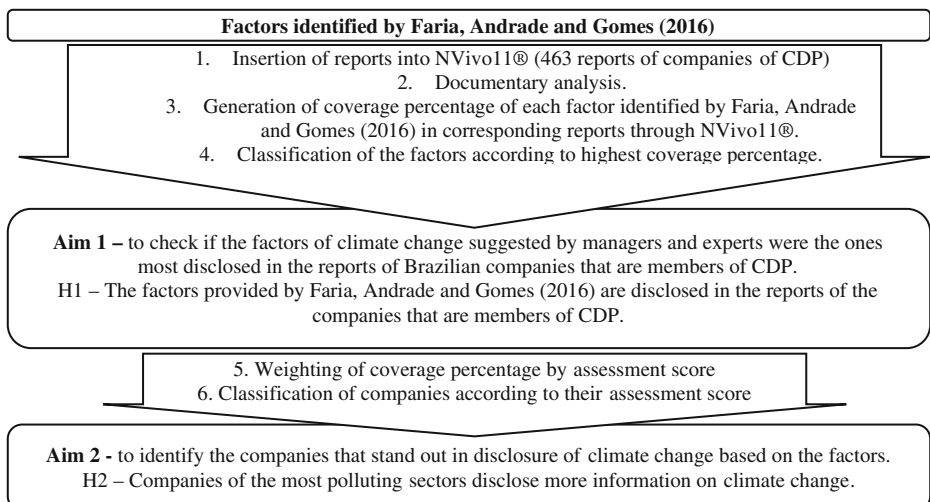 Factors identified by Faria, Andrade and Gomes (2016)
1. Insertion of reports into NVivo11® (463 reports of companies of CDP)
2. Documentary analysis.
3. Generation of coverage percentage of each factor identified by Faria, Andrade
and Gomes (2016) in corresponding reports through NVivo11®.
4. Classification of the factors according to highest coverage percentage.
Aim 1 – to check if the factors of climate change suggested by managers and experts were the ones
most disclosed in the reports of Brazilian companies that are members of CDP.
H1 – The factors provided by Faria, Andrade and Gomes (2016) are disclosed in the reports of the
companies that are members of CDP.
5. Weighting of coverage percentage by assessment score
6. Classification of companies according to their assessment score
Aim 2 - to identify the companies that stand out in disclosure of climate change based on the factors.
H2 – Companies of the most polluting sectors disclose more information on climate change.